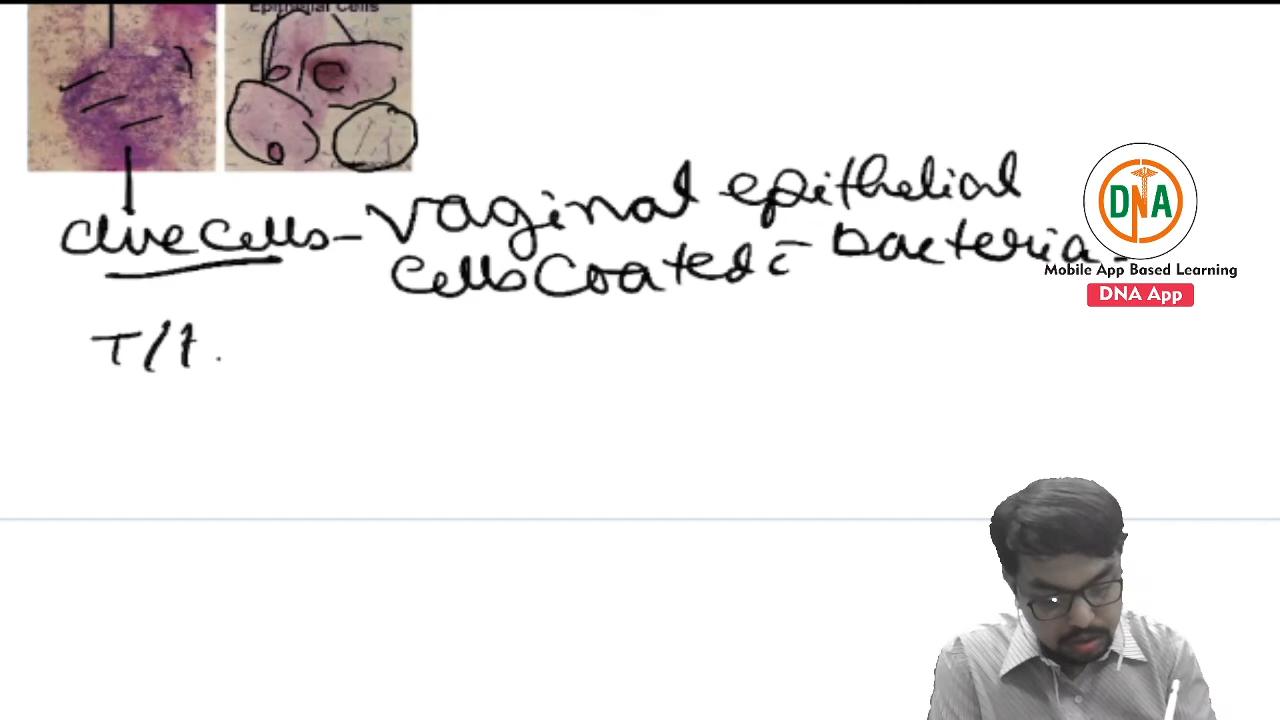 Epithelial Cells
clue cells - vaginal epithelial
cells coated c̄ bacteria.
T/t.
DNA
Mobile App Based Learning
DNA App